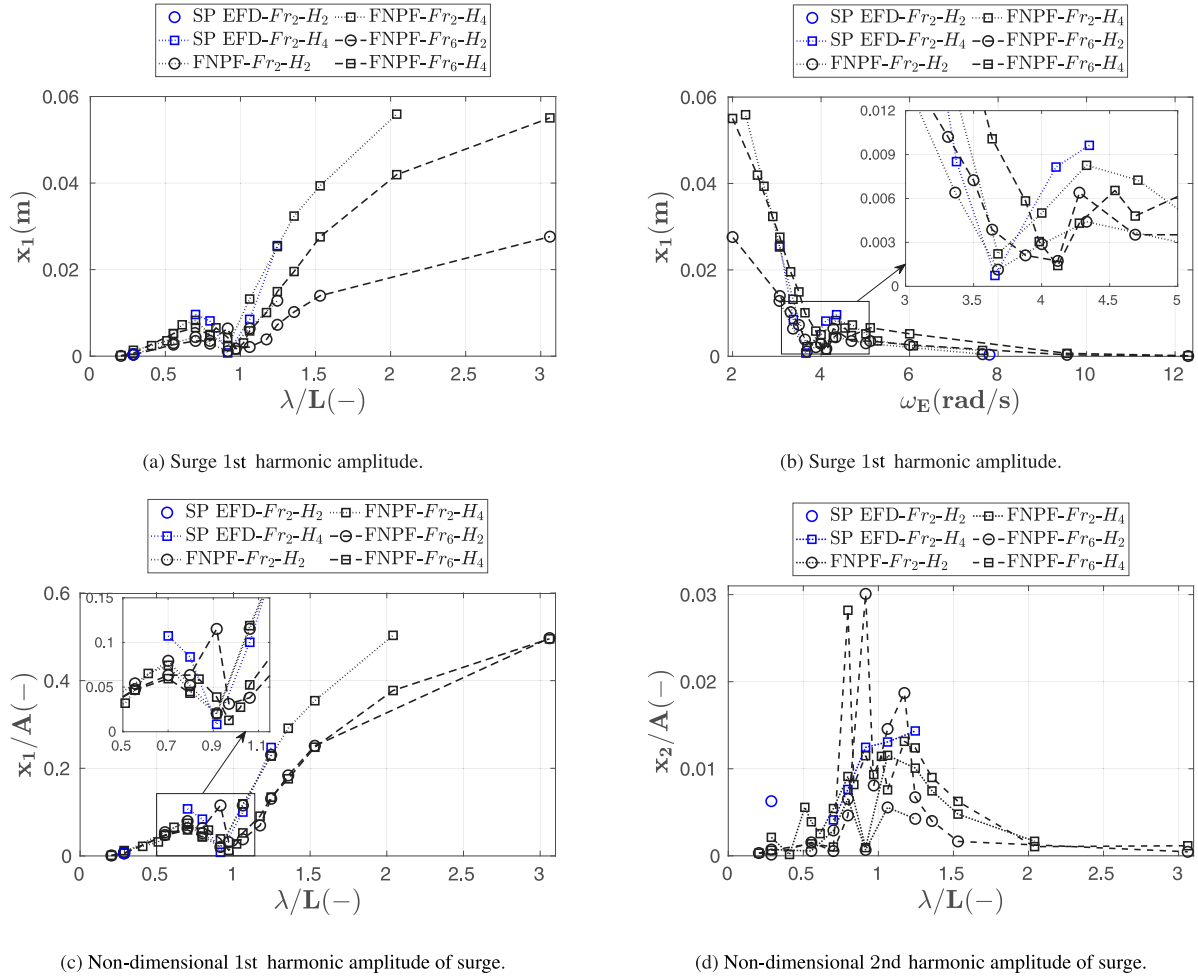 SP EFD-Fr₂-H₂ FNPF-Fr₂-H₄
SP EFD-Fr₂-H₄ FNPF-Fr₆-H₂
FNPF-Fr₂-H₂ FNPF-Fr₆-H₄
0.06
0.04
0.02
0
x₁(m)
0 0.5 1 1.5 2 2.5 3
λ/L(−)
(a) Surge 1st harmonic amplitude.
SP EFD-Fr₂-H₂ FNPF-Fr₂-H₄
SP EFD-Fr₂-H₄ FNPF-Fr₆-H₂
FNPF-Fr₂-H₂ FNPF-Fr₆-H₄
0.06
0.04
0.02
0
x₁(m)
0.012
0.009
0.006
0.003
0
3 3.5 4 4.5 5
2 4 6 8 10 12
ω_E(rad/s)
(b) Surge 1st harmonic amplitude.
SP EFD-Fr₂-H₂ FNPF-Fr₂-H₄
SP EFD-Fr₂-H₄ FNPF-Fr₆-H₂
FNPF-Fr₂-H₂ FNPF-Fr₆-H₄
0.6
0.4
0.2
0
x₁/A(−)
0.15
0.1
0.05
0
0.5 0.7 0.9 1.1
0 0.5 1 1.5 2 2.5 3
λ/L(−)
(c) Non-dimensional 1st harmonic amplitude of surge.
SP EFD-Fr₂-H₂ FNPF-Fr₂-H₄
SP EFD-Fr₂-H₄ FNPF-Fr₆-H₂
FNPF-Fr₂-H₂ FNPF-Fr₆-H₄
0.03
0.02
0.01
0
x₂/A(−)
0 0.5 1 1.5 2 2.5 3
λ/L(−)
(d) Non-dimensional 2nd harmonic amplitude of surge.